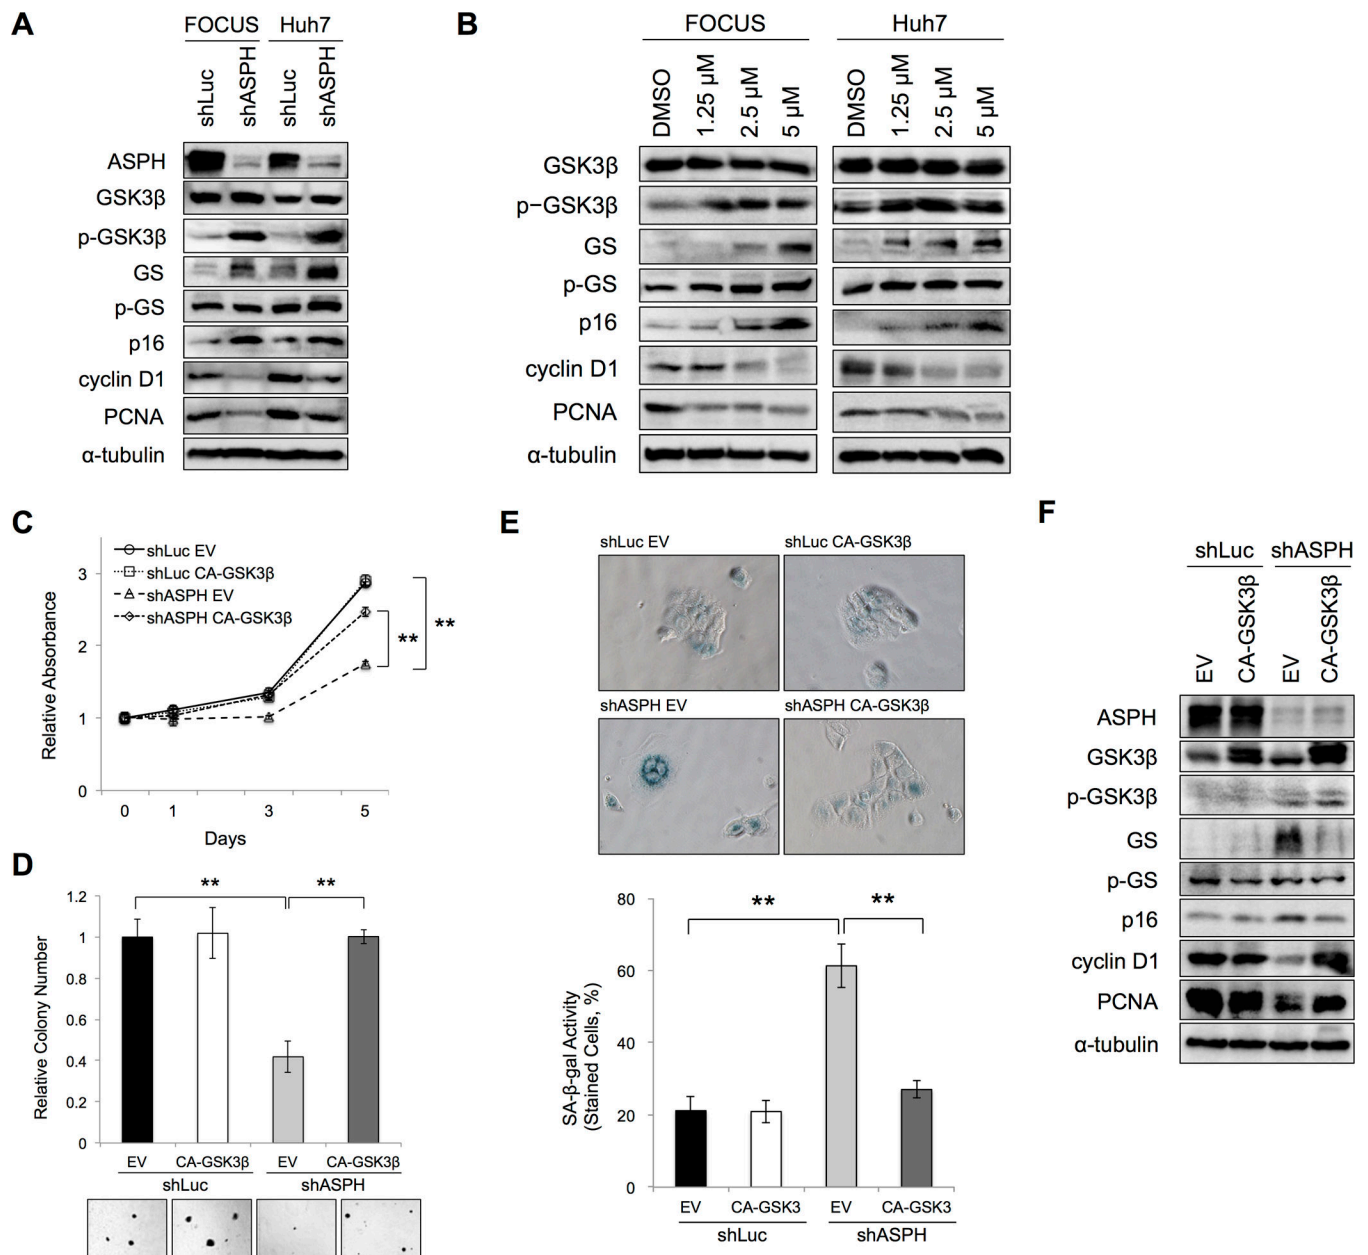 A
FOCUS Huh7
shLuc shASPH shLuc shASPH
ASPH
GSK3β
p-GSK3β
GS
p-GS
p16
cyclin D1
PCNA
α-tubulin
B
FOCUS Huh7
DMSO 1.25 μM 2.5 μM 5 μM DMSO 1.25 μM 2.5 μM 5 μM
GSK3β
p−GSK3β
GS
p-GS
p16
cyclin D1
PCNA
α-tubulin
C
shLuc EV
shLuc CA-GSK3β
shASPH EV
shASPH CA-GSK3β
** **
Relative Absorbance
3
2
1
0
0 1 3 5
Days
D
** **
Relative Colony Number
1.2
1
0.8
0.6
0.4
0.2
0
EV CA-GSK3β EV CA-GSK3β
shLuc shASPH
E
shLuc EV shLuc CA-GSK3β
shASPH EV shASPH CA-GSK3β
** **
SA-β-gal Activity
(Stained Cells, %)
80
60
40
20
0
EV CA-GSK3 EV CA-GSK3
shLuc shASPH
F
shLuc shASPH
EV CA-GSK3β EV CA-GSK3β
ASPH
GSK3β
p-GSK3β
GS
p-GS
p16
cyclin D1
PCNA
α-tubulin